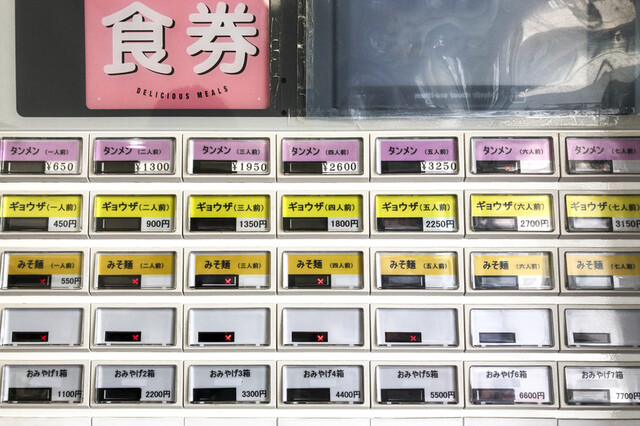 食券
DELICIOUS MEALS
タンメン(一人前) タンメン(二人前) タンメン(三人前) タンメン(四人前) タンメン(五人前) タンメン(六人前) タンメン(七人前)
¥650 ¥1300 ¥1950 ¥2600 ¥3250
ギョウザ(一人前) ギョウザ(二人前) ギョウザ(三人前) ギョウザ(四人前) ギョウザ(五人前) ギョウザ(六人前) ギョウザ(七人前)
450円 900円 1350円 1800円 2250円 2700円 3150円
みそ麺(一人前) みそ麺(二人前) みそ麺(三人前) みそ麺(四人前) みそ麺(五人前) みそ麺(六人前) みそ麺(七人前)
550円
おみやげ1箱 おみやげ2箱 おみやげ3箱 おみやげ4箱 おみやげ5箱 おみやげ6箱 おみやげ7箱
1100円 2200円 3300円 4400円 5500円 6600円 7700円